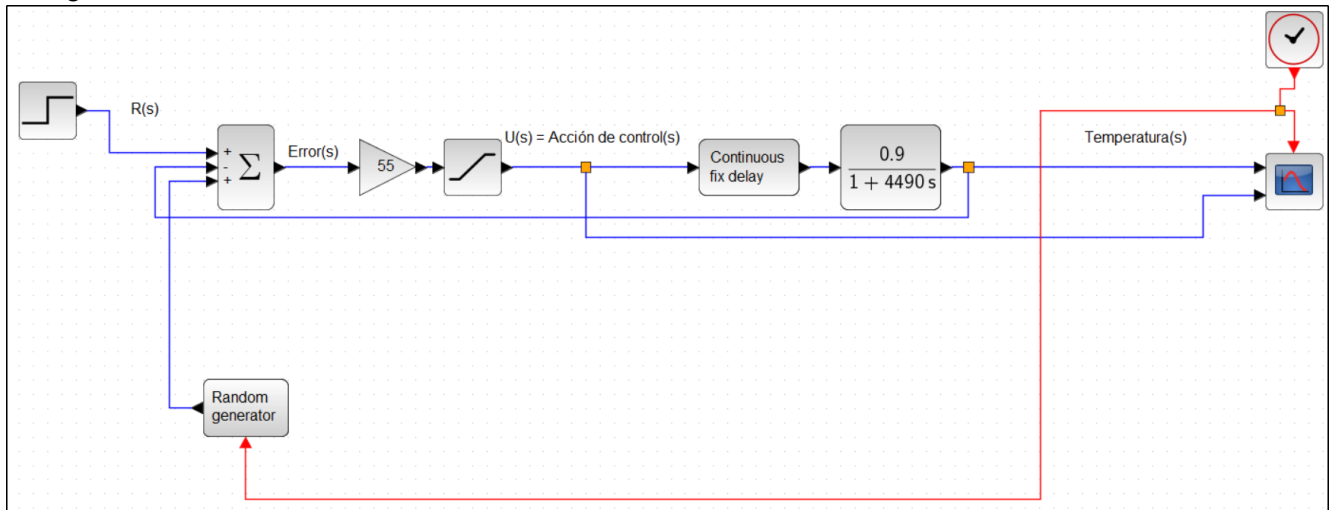 R(s)
+
-
+
Σ
Error(s)
55
U(s) = Acción de control(s)
Continuous
fix delay
0.9
1 + 4490 s
Temperatura(s)
Random
generator